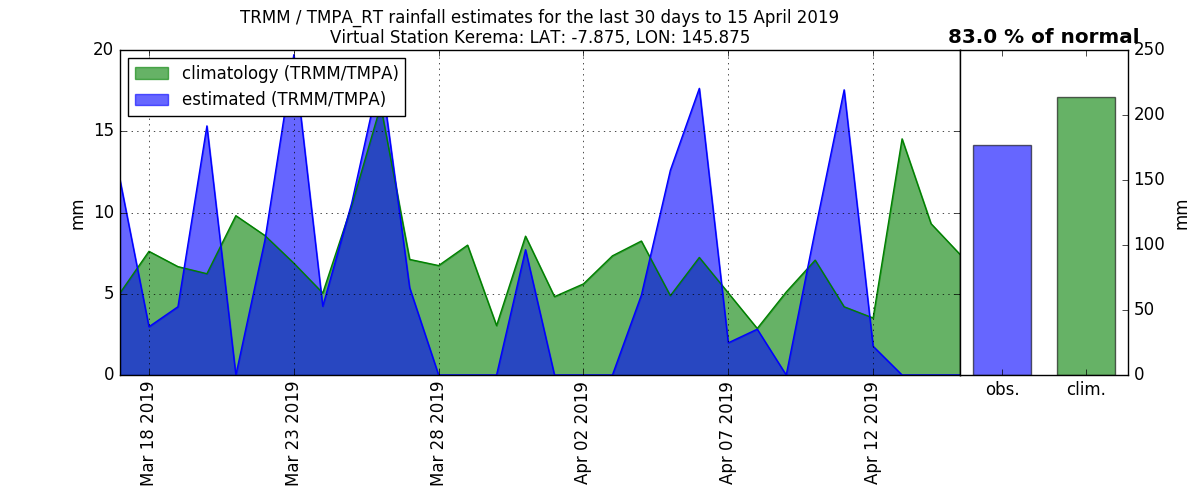 TRMM / TMPA_RT rainfall estimates for the last 30 days to 15 April 2019
Virtual Station Kerema: LAT: -7.875, LON: 145.875
83.0 % of normal
climatology (TRMM/TMPA)
estimated (TRMM/TMPA)
20
15
10
5
0
mm
Mar 18 2019
Mar 23 2019
Mar 28 2019
Apr 02 2019
Apr 07 2019
Apr 12 2019
obs.
clim.
250
200
150
100
50
0
mm